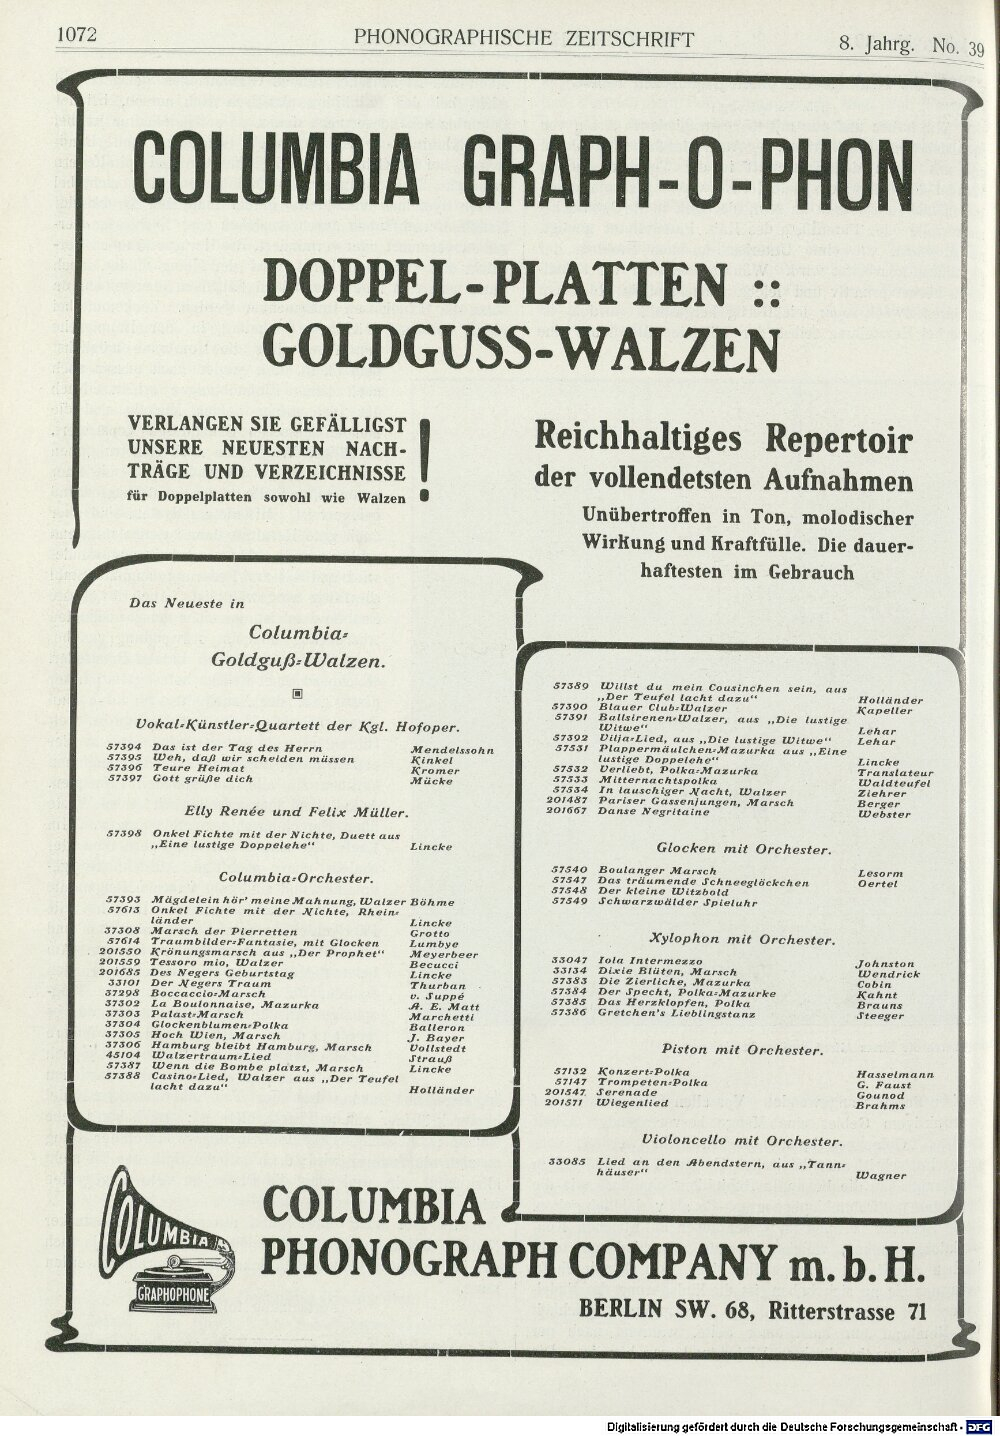 1072
PHONOGRAPHISCHE ZEITSCHRIFT
8. Jahrg. No. 39
COLUMBIA GRAPH-O-PHON
DOPPEL-PLATTEN ::
GOLDGUSS-WALZEN
VERLANGEN SIE GEFÄLLIGST
UNSERE NEUESTEN NACH-
TRÄGE UND VERZEICHNISSE
für Doppelplatten sowohl wie Walzen
!
Reichhaltiges Repertoir
der vollendetsten Aufnahmen
Unübertroffen in Ton, molodischer
Wirkung und Kraftfülle. Die dauer-
haftesten im Gebrauch
Das Neueste in
Columbia-
Goldguß-Walzen.
Vokal-Künstler-Quartett der Kgl. Hofoper.
57394 Das ist der Tag des Herrn Mendelssohn
57395 Weh, daß wir scheiden müssen Kinkel
57396 Teure Heimat Kromer
57397 Gott grüße dich Mücke
Elly Renée und Felix Müller.
57398 Onkel Fichte mit der Nichte, Duett aus
„Eine lustige Doppelehe“ Lincke
Columbia-Orchester.
57393 Mägdelein hör' meine Mahnung, Walzer Böhme
57613 Onkel Fichte mit der Nichte, Rhein-
länder Lincke
37308 Marsch der Pierretten Grotto
57614 Traumbilder-Fantasie, mit Glocken Lumbye
201550 Krönungsmarsch aus „Der Prophet“ Meyerbeer
201559 Tessoro mio, Walzer Becucci
201685 Des Negers Geburtstag Lincke
33101 Der Negers Traum Thurban
37298 Boccaccio-Marsch v. Suppé
37302 La Boulonnaise, Mazurka A. E. Matt
37303 Palast-Marsch Marchetti
37304 Glockenblumen-Polka Balleron
37305 Hoch Wien, Marsch J. Bayer
37306 Hamburg bleibt Hamburg, Marsch Vollstedt
45104 Walzertraum-Lied Strauß
57387 Wenn die Bombe platzt, Marsch Lincke
57388 Casino-Lied, Walzer aus „Der Teufel
lacht dazu“ Holländer
57389 Willst du mein Cousinchen sein, aus
„Der Teufel lacht dazu“ Holländer
57390 Blauer Club-Walzer Kapeller
57391 Ballsirenen-Walzer, aus „Die lustige
Witwe“ Lehar
57392 Vilja-Lied, aus „Die lustige Witwe“ Lehar
57531 Plappermäulchen-Mazurka aus „Eine
lustige Doppelehe“ Lincke
57532 Verliebt, Polka-Mazurka Translateur
57533 Mitternachtspolka Waldteufel
57534 In lauschiger Nacht, Walzer Ziehrer
201487 Pariser Gassenjungen, Marsch Berger
201667 Danse Negritaine Webster
Glocken mit Orchester.
57540 Boulanger Marsch Lesorm
57547 Das träumende Schneeglöckchen Oertel
57548 Der kleine Witzbold
57549 Schwarzwälder Spieluhr
Xylophon mit Orchester.
33047 Iola Intermezzo Johnston
33134 Dixie Blüten, Marsch Wendrick
57383 Die Zierliche, Mazurka Cobin
57384 Der Specht, Polka-Mazurke Kahnt
57385 Das Herzklopfen, Polka Brauns
57386 Gretchen's Lieblingstanz Steeger
Piston mit Orchester.
57132 Konzert-Polka Hasselmann
57147 Trompeten-Polka G. Faust
201547 Serenade Gounod
201571 Wiegenlied Brahms
Violoncello mit Orchester.
33085 Lied an den Abendstern, aus „Tann-
häuser“ Wagner
COLUMBIA
GRAPHOPHONE
COLUMBIA
PHONOGRAPH COMPANY m. b. H.
BERLIN SW. 68, Ritterstrasse 71
Digitalisierung gefördert durch die Deutsche Forschungsgemeinschaft - DFG